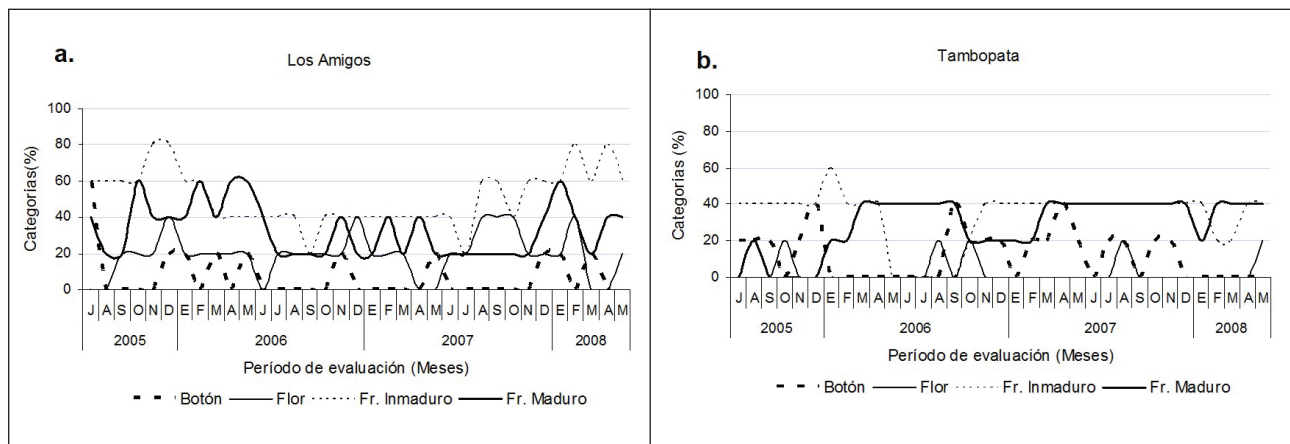 a.
Los Amigos
Categorías(%)
100
80
60
40
20
0
J A S O N D E F M A M J J A S O N D E F M A M J J A S O N D E F M A M
2005 2006 2007 2008
Período de evaluación (Meses)
Botón Flor Fr. Inmaduro Fr. Maduro
b.
Tambopata
Categorías (%)
100
80
60
40
20
0
J A S O N D E F M A M J J A S O N D E F M A M J J A S O N D E F M A M
2005 2006 2007 2008
Período de evaluación (Meses)
Botón Flor Fr. Inmaduro Fr. Maduro